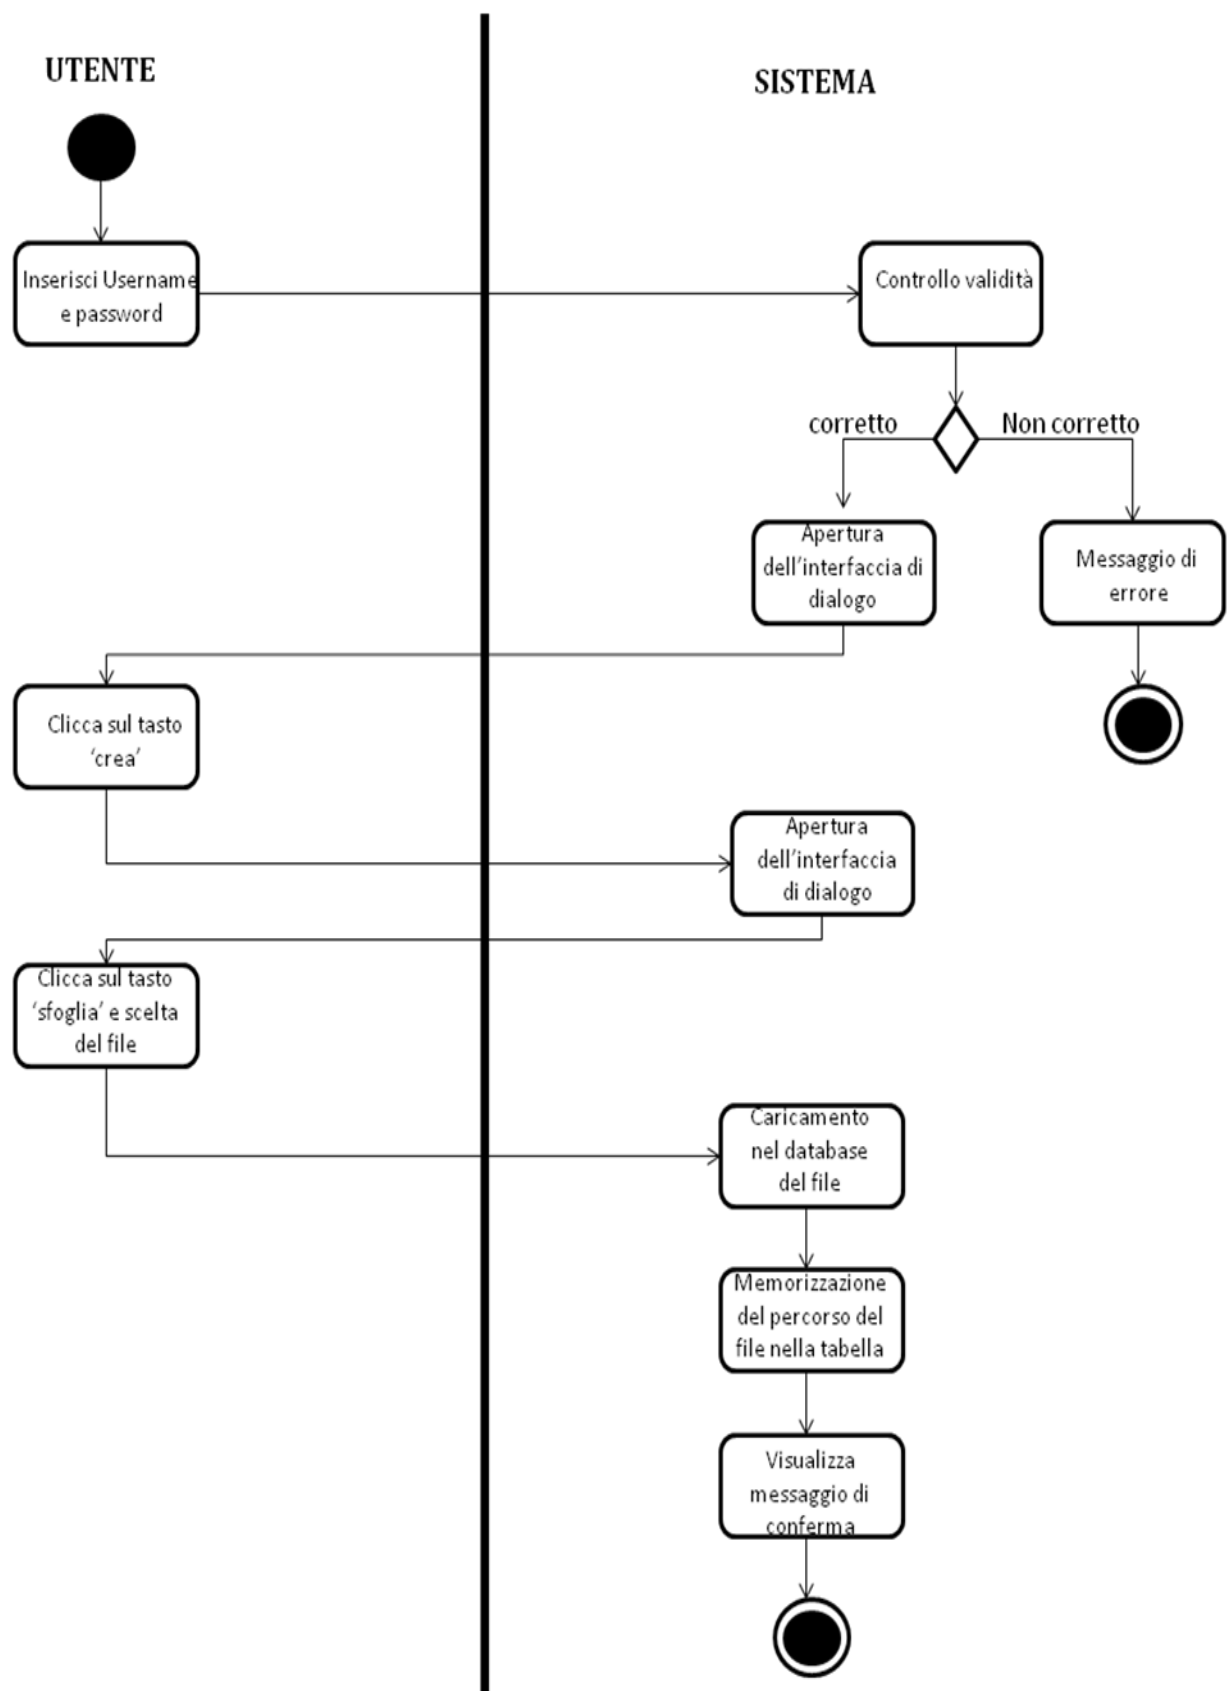 UTENTE
SISTEMA
Inserisci Username
e password
Controllo validità
corretto
Non corretto
Apertura
dell'interfaccia di
dialogo
Messaggio di
errore
Clicca sul tasto
‘crea’
Apertura
dell'interfaccia
di dialogo
Clicca sul tasto
‘sfoglia’ e scelta
del file
Caricamento
nel database
del file
Memorizzazione
del percorso del
file nella tabella
Visualizza
messaggio di
conferma